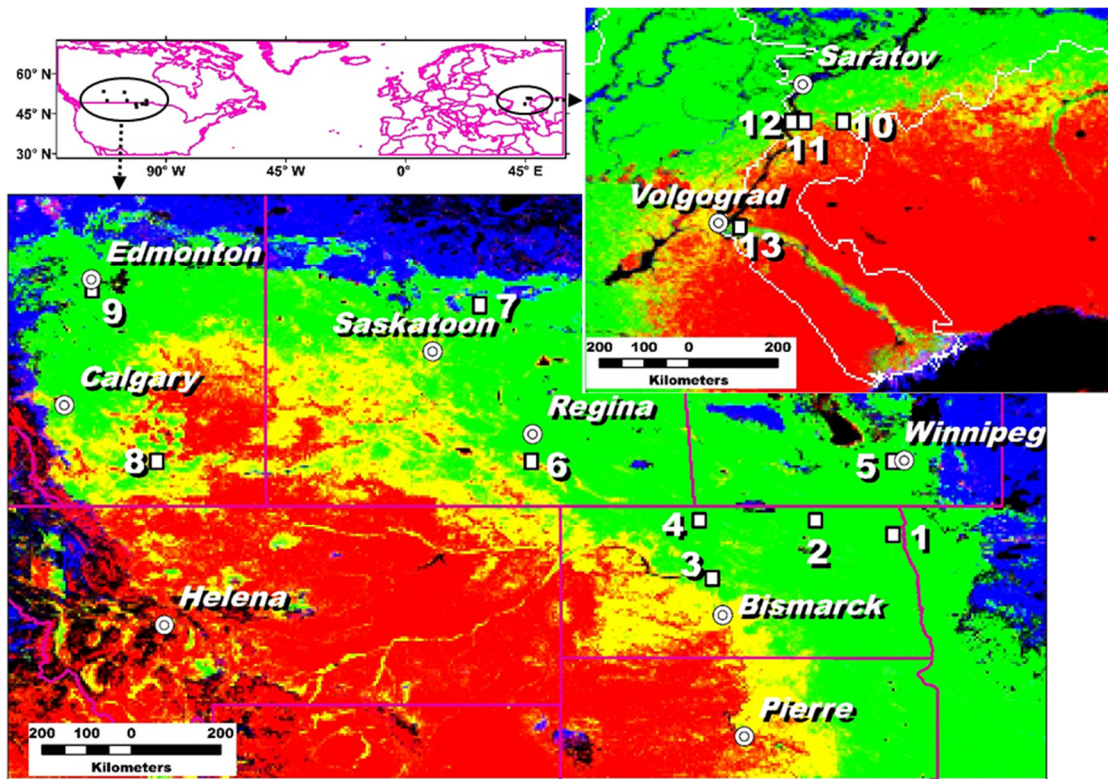 60° N
45° N
30° N
90° W
45° W
0°
45° E
Saratov
12
11
10
Volgograd
13
200 100 0 200
Kilometers
Edmonton
9
7
Saskatoon
Calgary
Regina
Winnipeg
8
6
5
4
2
1
3
Bismarck
Helena
Pierre
200 100 0 200
Kilometers